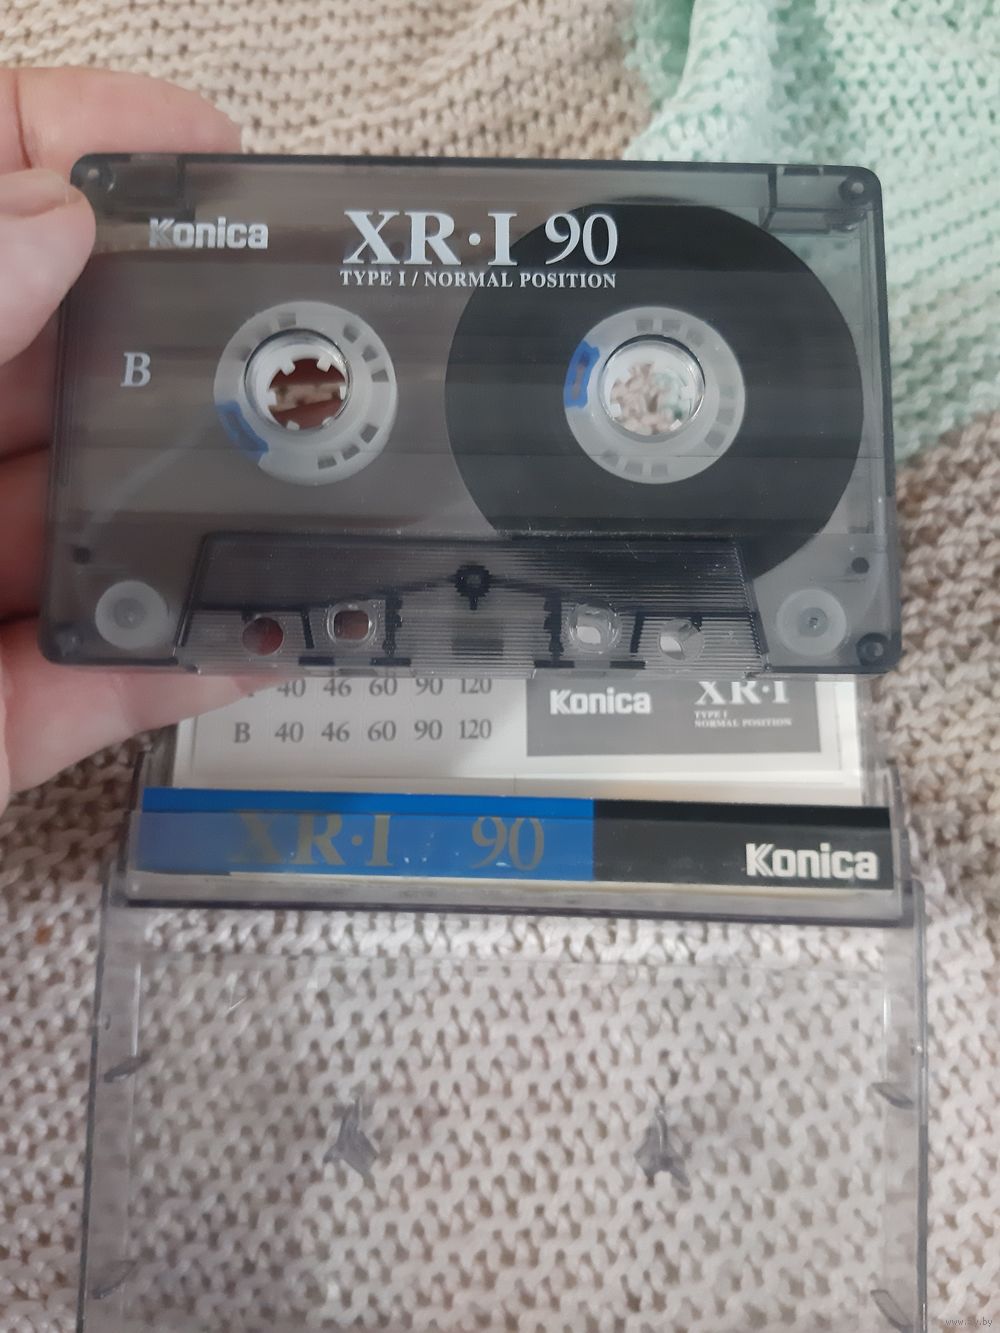 Konica
XR·I 90
TYPE I / NORMAL POSITION
B
40 46 60 90 120
B 40 46 60 90 120
Konica
XR·I
TYPE I
NORMAL POSITION
XR·I 90
Konica